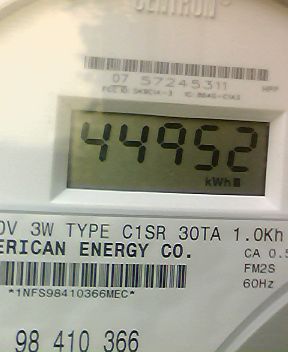 CENTRON®
07 57245311
44952
kWh
0V 3W TYPE C1SR 30TA 1.0Kh
ERICAN ENERGY CO.
CA 0.5
FM2S
60Hz
*1NFS98410366MEC*
98 410 366